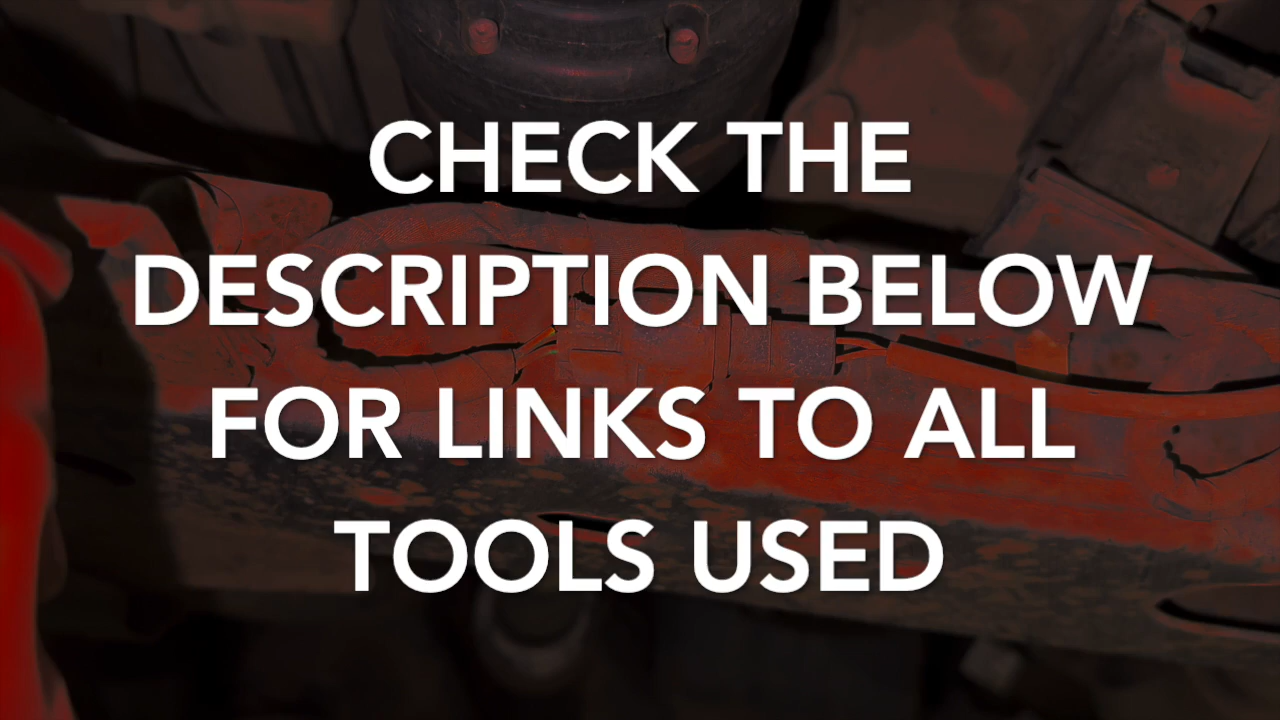 CHECK THE
DESCRIPTION BELOW
FOR LINKS TO ALL
TOOLS USED